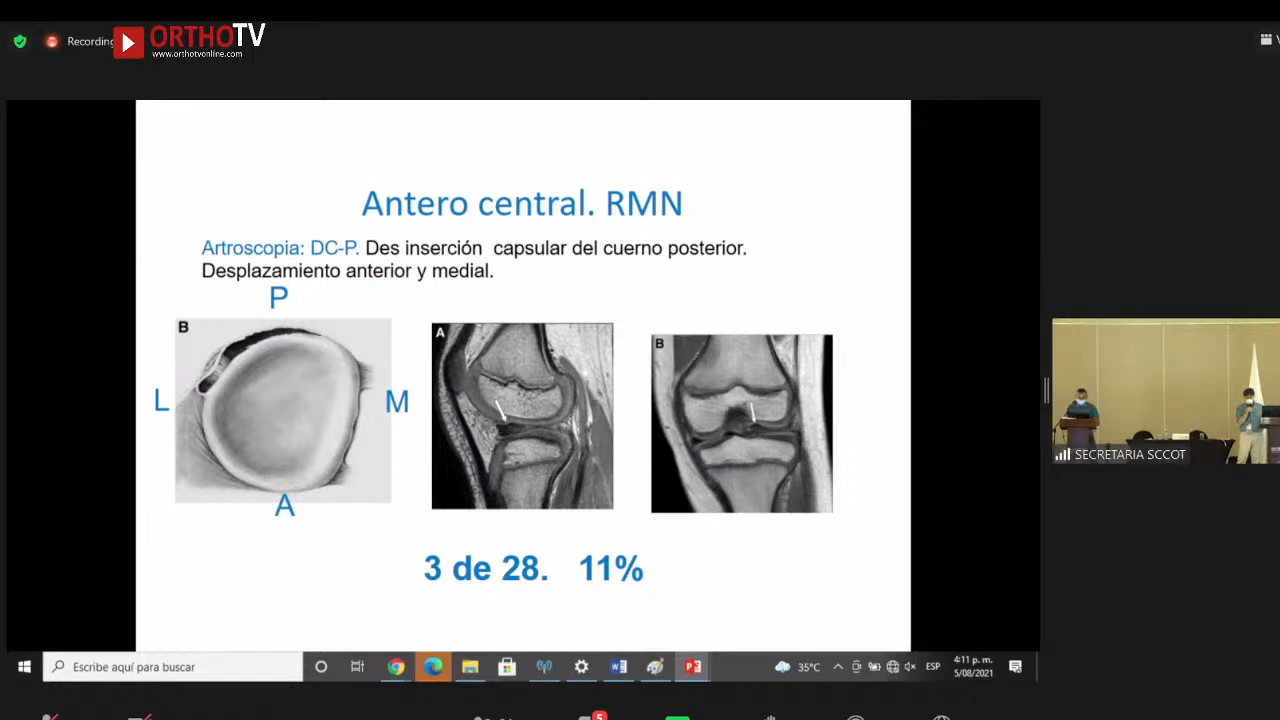 Recording
ORTHOTV
www.orthotvonline.com
Antero central. RMN
Artroscopia: DC-P. Des inserción capsular del cuerno posterior.
Desplazamiento anterior y medial.
P
B
A
B
L
M
A
SECRETARIA SCCOT
3 de 28. 11%
Escribe aquí para buscar
35°C
ESP
4:11 p. m.
5/08/2021
5